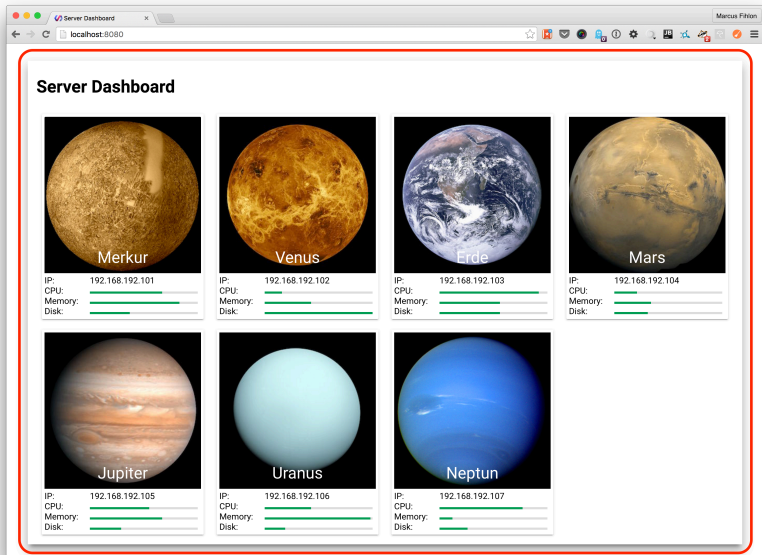 Server Dashboard
Marcus Fihlon
localhost:8080
Server Dashboard
Merkur
IP: 192.168.192.101
CPU:
Memory:
Disk:
Venus
IP: 192.168.192.102
CPU:
Memory:
Disk:
Erde
IP: 192.168.192.103
CPU:
Memory:
Disk:
Mars
IP: 192.168.192.104
CPU:
Memory:
Disk:
Jupiter
IP: 192.168.192.105
CPU:
Memory:
Disk:
Uranus
IP: 192.168.192.106
CPU:
Memory:
Disk:
Neptun
IP: 192.168.192.107
CPU:
Memory:
Disk: